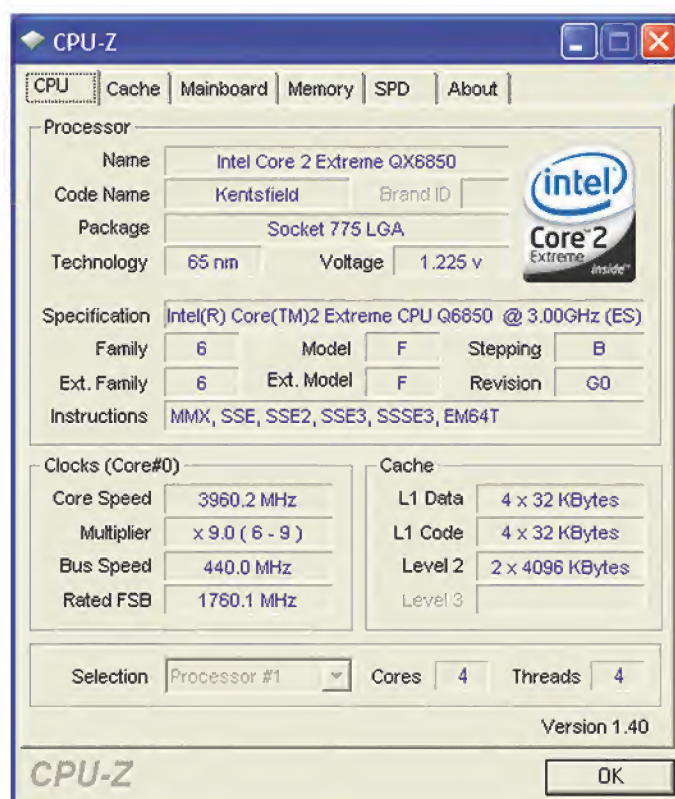 CPU-Z
CPU Cache Mainboard Memory SPD About
Processor
Name Intel Core 2 Extreme QX6850
Code Name Kentsfield Brand ID
Package Socket 775 LGA
Technology 65 nm Voltage 1.225 v
intel
Core™2
Extreme
inside™
Specification Intel(R) Core(TM)2 Extreme CPU Q6850 @ 3.00GHz (ES)
Family 6 Model F Stepping B
Ext. Family 6 Ext. Model F Revision G0
Instructions MMX, SSE, SSE2, SSE3, SSSE3, EM64T
Clocks (Core#0)
Core Speed 3960.2 MHz
Multiplier x 9.0 ( 6 - 9 )
Bus Speed 440.0 MHz
Rated FSB 1760.1 MHz
Cache
L1 Data 4 x 32 KBytes
L1 Code 4 x 32 KBytes
Level 2 2 x 4096 KBytes
Level 3
Selection Processor #1 Cores 4 Threads 4
Version 1.40
CPU-Z OK